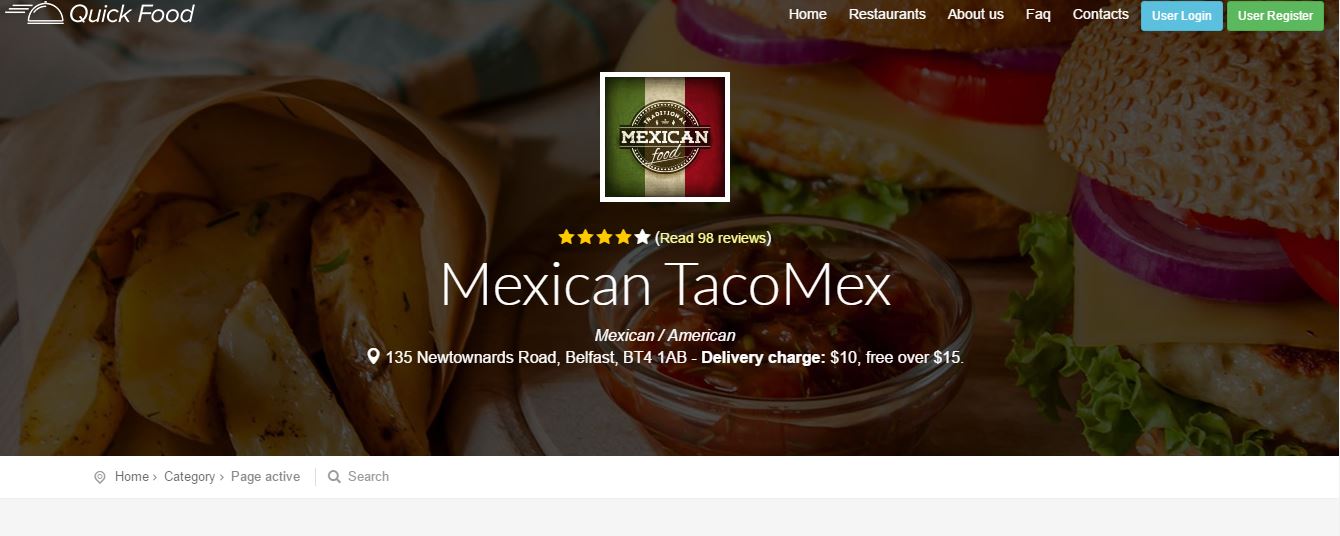 Quick Food
Home Restaurants About us Faq Contacts User Login User Register
TRADITIONAL
MEXICAN
food
(Read 98 reviews)
Mexican TacoMex
Mexican / American
135 Newtownards Road, Belfast, BT4 1AB - Delivery charge: $10, free over $15.
Home › Category › Page active Search